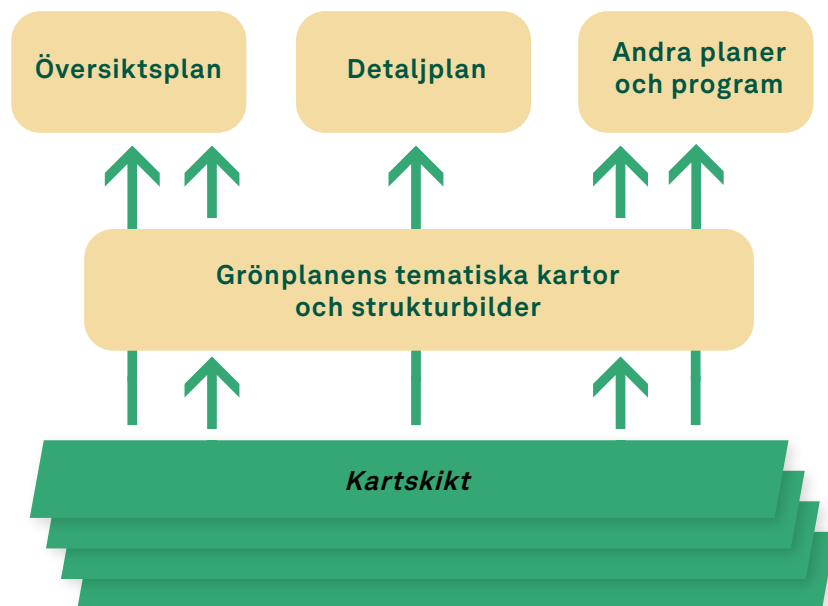 Översiktsplan
Detaljplan
Andra planer
och program
Grönplanens tematiska kartor
och strukturbilder
Kartskikt